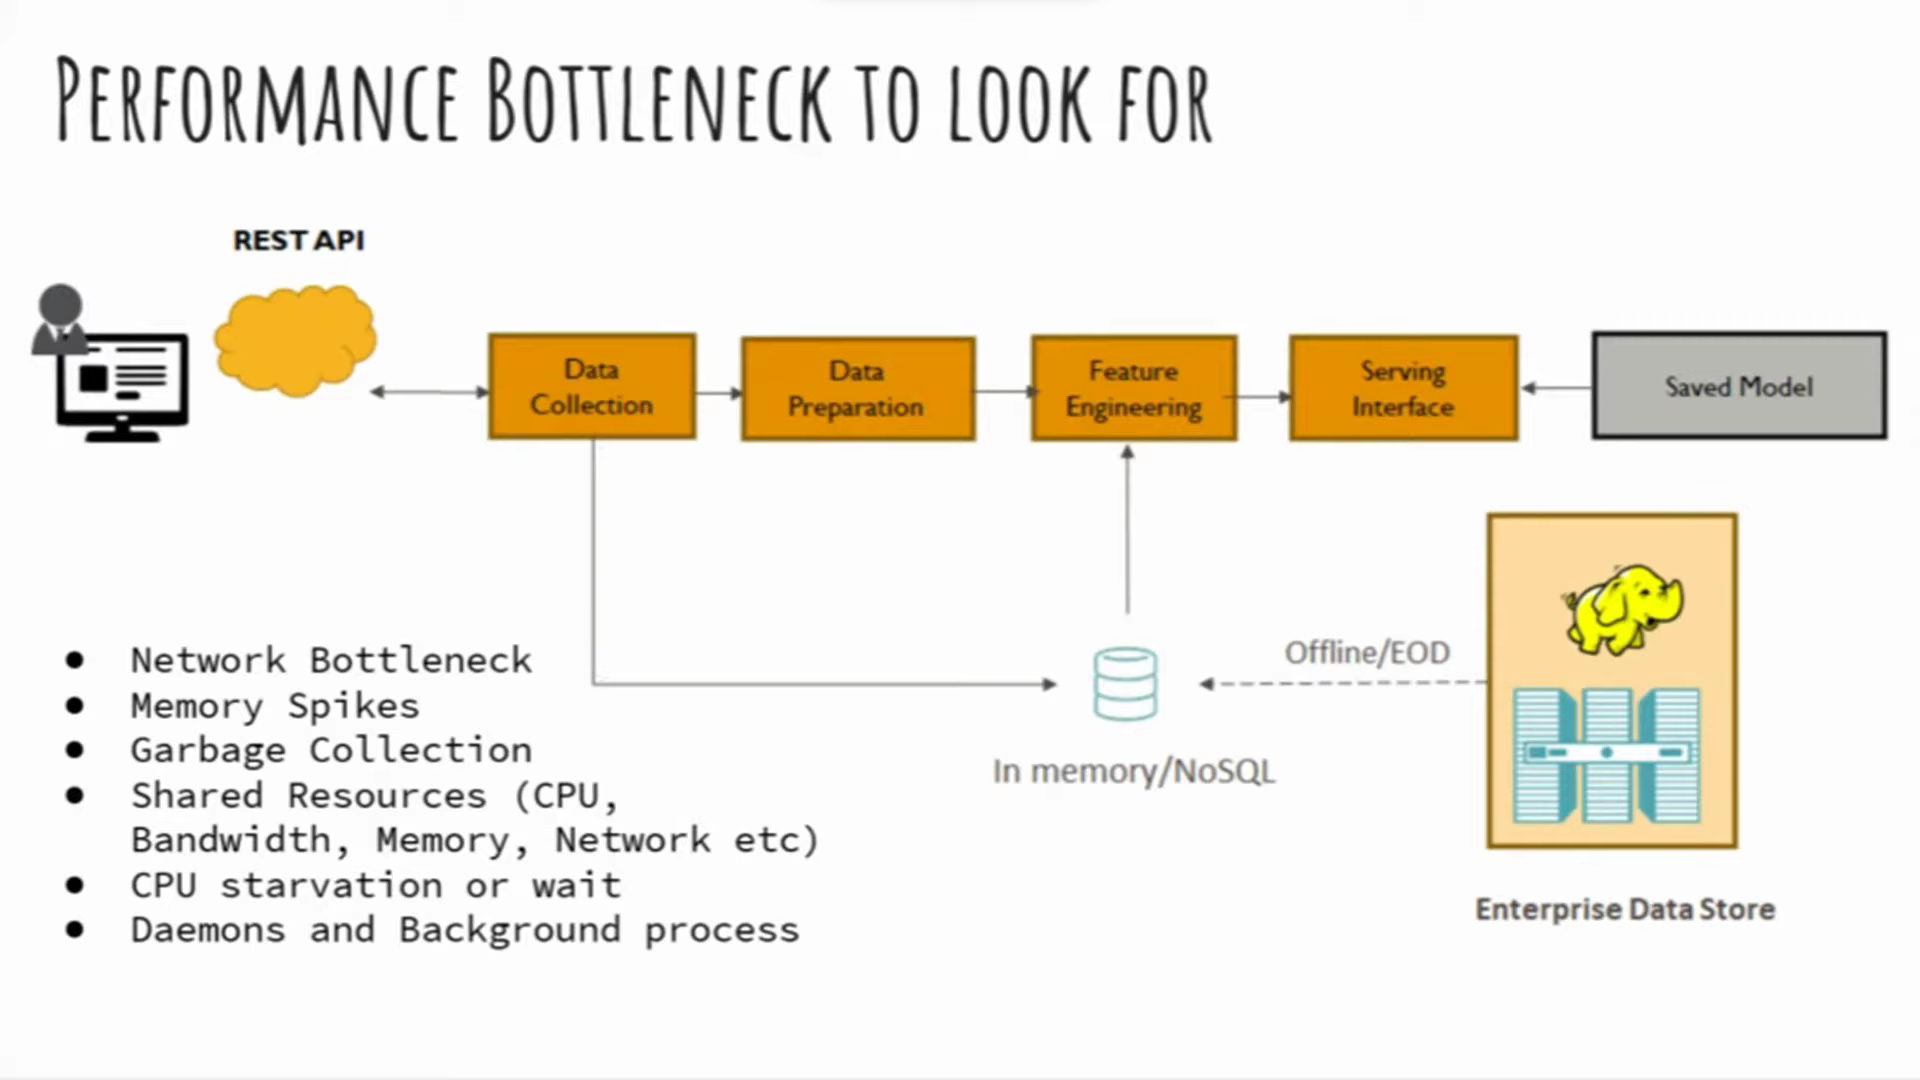 PERFORMANCE BOTTLENECK TO LOOK FOR
REST API
Data
Collection
Data
Preparation
Feature
Engineering
Serving
Interface
Saved Model
Offline/EOD
In memory/NoSQL
Enterprise Data Store
● Network Bottleneck
● Memory Spikes
● Garbage Collection
● Shared Resources (CPU,
Bandwidth, Memory, Network etc)
● CPU starvation or wait
● Daemons and Background process